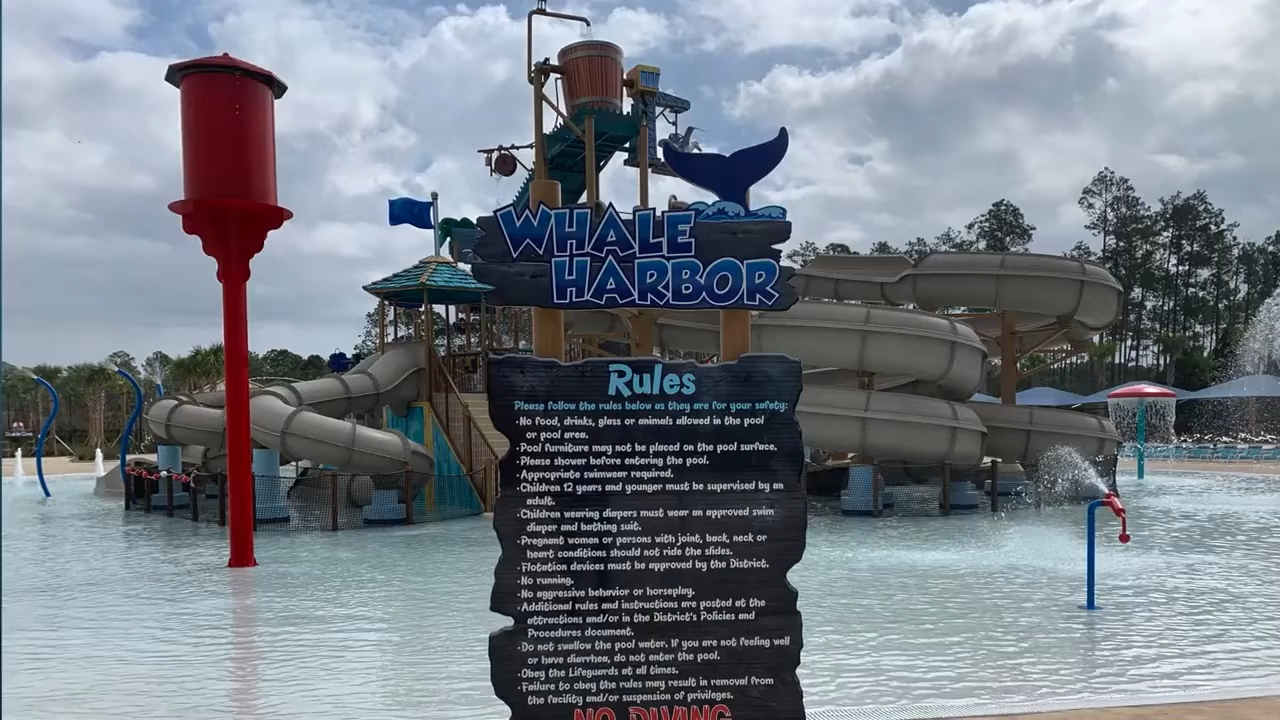 WHALE
HARBOR
Rules
Please follow the rules below as they are for your safety:
•No food, drinks, glass or animals allowed in the pool
or pool area.
•Pool furniture may not be placed on the pool surface.
•Please shower before entering the pool.
•Appropriate swimwear required.
•Children 12 years and younger must be supervised by an
adult.
•Children wearing diapers must wear an approved swim
diaper and bathing suit.
•Pregnant women or persons with joint, back, neck or
heart conditions should not ride the slides.
•Flotation devices must be approved by the District.
•No running.
•No aggressive behavior or horseplay.
•Additional rules and instructions are posted at the
attractions and/or in the District's Policies and
Procedures document.
•Do not swallow the pool water. If you are not feeling well
or have diarrhea, do not enter the pool.
•Obey the Lifeguards at all times.
•Failure to obey the rules may result in removal from
the facility and/or suspension of privileges.
NO DIVING